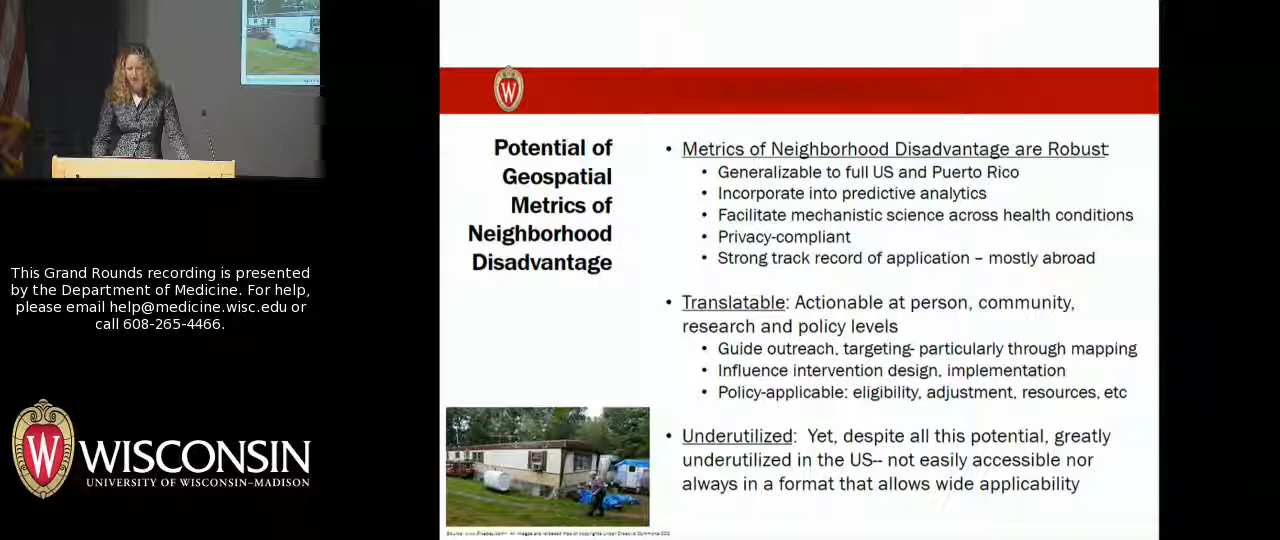 This Grand Rounds recording is presented
by the Department of Medicine. For help,
please email help@medicine.wisc.edu or
call 608-265-4466.
W
WISCONSIN
UNIVERSITY OF WISCONSIN–MADISON
W
Potential of
Geospatial
Metrics of
Neighborhood
Disadvantage
• Metrics of Neighborhood Disadvantage are Robust
• Generalizable to full US and Puerto Rico
• Incorporate into predictive analytics
• Facilitate mechanistic science across health conditions
• Privacy-compliant
• Strong track record of application – mostly abroad
• Translatable: Actionable at person, community,
research and policy levels
• Guide outreach, targeting- particularly through mapping
• Influence intervention design, implementation
• Policy-applicable: eligibility, adjustment, resources, etc
• Underutilized: Yet, despite all this potential, greatly
underutilized in the US-- not easily accessible nor
always in a format that allows wide applicability